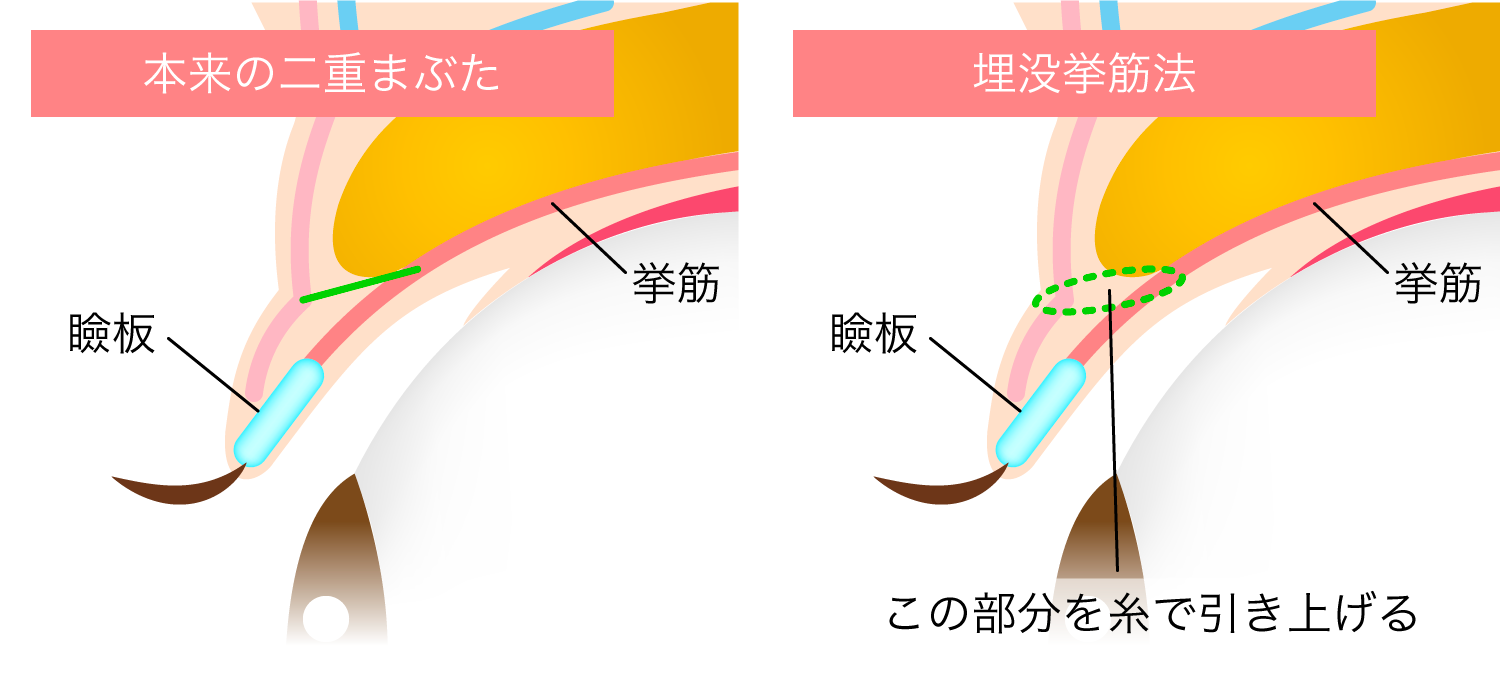 本来の二重まぶた
挙筋
瞼板
埋没挙筋法
挙筋
瞼板
この部分を糸で引き上げる